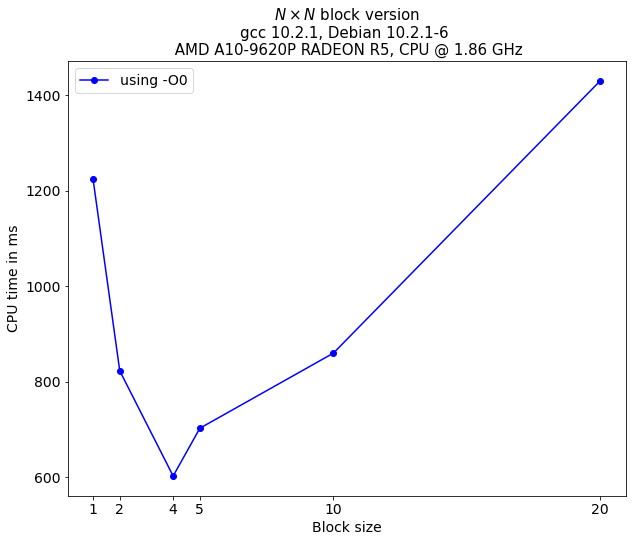 N × N block version
gcc 10.2.1, Debian 10.2.1-6
AMD A10-9620P RADEON R5, CPU @ 1.86 GHz
using -O0
CPU time in ms
1400
1200
1000
800
600
1 2 4 5 10 20
Block size